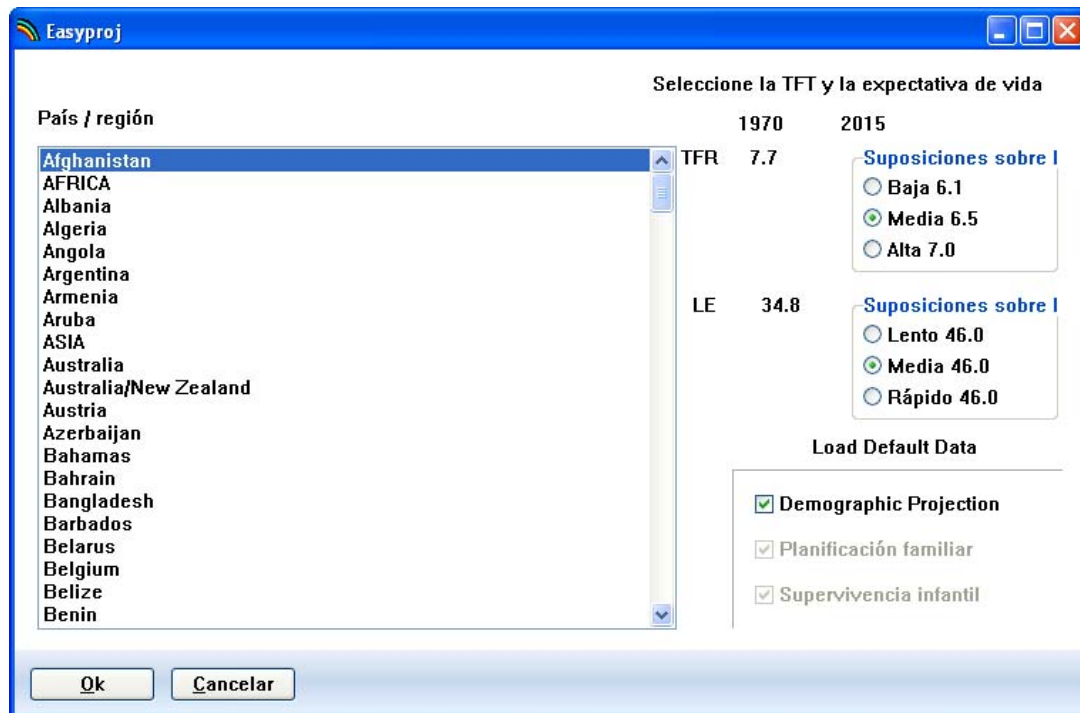 Easyproj
Seleccione la TFT y la expectativa de vida
País / región
1970 2015
Afghanistan
AFRICA
Albania
Algeria
Angola
Argentina
Armenia
Aruba
ASIA
Australia
Australia/New Zealand
Austria
Azerbaijan
Bahamas
Bahrain
Bangladesh
Barbados
Belarus
Belgium
Belize
Benin
TFR 7.7
Suposiciones sobre l
Baja 6.1
Media 6.5
Alta 7.0
LE 34.8
Suposiciones sobre l
Lento 46.0
Media 46.0
Rápido 46.0
Load Default Data
Demographic Projection
Planificación familiar
Supervivencia infantil
Ok Cancelar